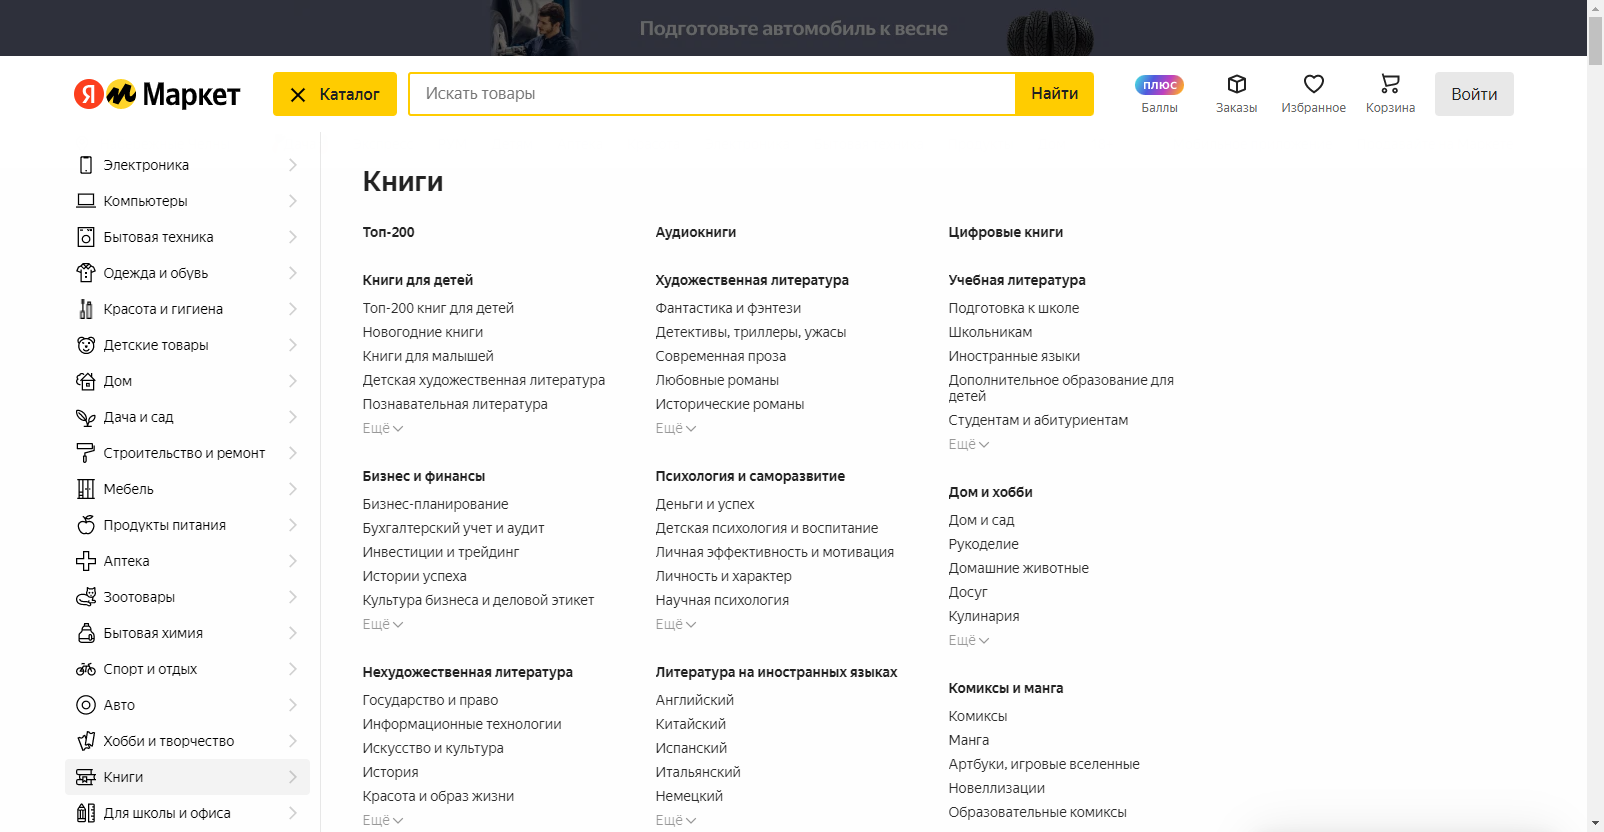 Подготовьте автомобиль к весне
Я Маркет
Каталог
Искать товары
Найти
плюс
Баллы
Заказы
Избранное
Корзина
Войти
Электроника
Компьютеры
Бытовая техника
Одежда и обувь
Красота и гигиена
Детские товары
Дом
Дача и сад
Строительство и ремонт
Мебель
Продукты питания
Аптека
Зоотовары
Бытовая химия
Спорт и отдых
Авто
Хобби и творчество
Книги
Для школы и офиса
Книги
Топ-200
Книги для детей
Топ-200 книг для детей
Новогодние книги
Книги для малышей
Детская художественная литература
Познавательная литература
Ещё
Бизнес и финансы
Бизнес-планирование
Бухгалтерский учет и аудит
Инвестиции и трейдинг
Истории успеха
Культура бизнеса и деловой этикет
Ещё
Нехудожественная литература
Государство и право
Информационные технологии
Искусство и культура
История
Красота и образ жизни
Ещё
Аудиокниги
Художественная литература
Фантастика и фэнтези
Детективы, триллеры, ужасы
Современная проза
Любовные романы
Исторические романы
Ещё
Психология и саморазвитие
Деньги и успех
Детская психология и воспитание
Личная эффективность и мотивация
Личность и характер
Научная психология
Ещё
Литература на иностранных языках
Английский
Китайский
Испанский
Итальянский
Немецкий
Ещё
Цифровые книги
Учебная литература
Подготовка к школе
Школьникам
Иностранные языки
Дополнительное образование для
детей
Студентам и абитуриентам
Ещё
Дом и хобби
Дом и сад
Рукоделие
Домашние животные
Досуг
Кулинария
Ещё
Комиксы и манга
Комиксы
Манга
Артбуки, игровые вселенные
Новеллизации
Образовательные комиксы